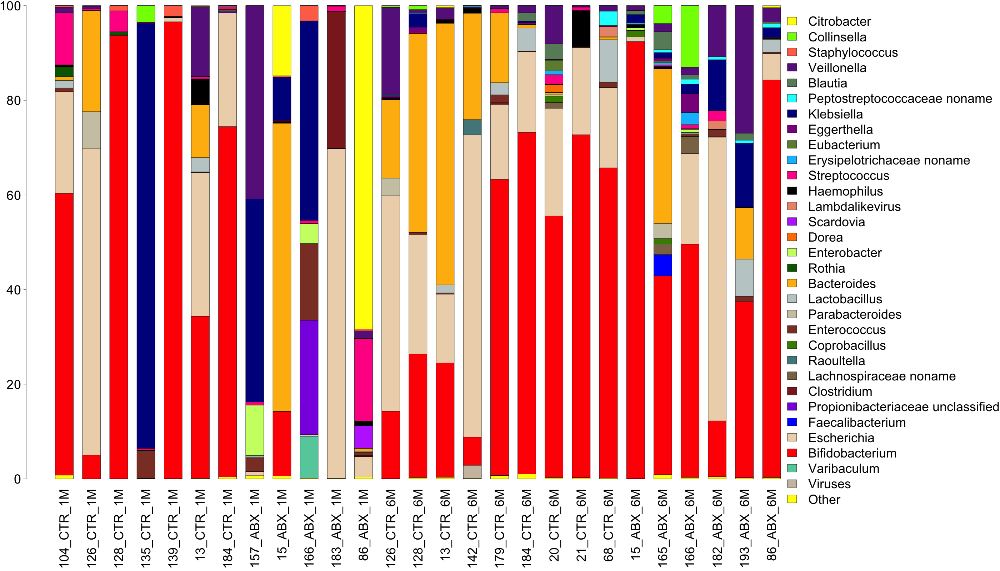 100
80
60
40
20
0
104_CTR_1M
126_CTR_1M
128_CTR_1M
135_CTR_1M
139_CTR_1M
13_CTR_1M
184_CTR_1M
157_ABX_1M
15_ABX_1M
166_ABX_1M
183_ABX_1M
86_ABX_1M
126_CTR_6M
128_CTR_6M
13_CTR_6M
142_CTR_6M
179_CTR_6M
184_CTR_6M
20_CTR_6M
21_CTR_6M
68_CTR_6M
15_ABX_6M
165_ABX_6M
166_ABX_6M
182_ABX_6M
193_ABX_6M
86_ABX_6M
Citrobacter
Collinsella
Staphylococcus
Veillonella
Blautia
Peptostreptococcaceae noname
Klebsiella
Eggerthella
Eubacterium
Erysipelotrichaceae noname
Streptococcus
Haemophilus
Lambdalikevirus
Scardovia
Dorea
Enterobacter
Rothia
Bacteroides
Lactobacillus
Parabacteroides
Enterococcus
Coprobacillus
Raoultella
Lachnospiraceae noname
Clostridium
Propionibacteriaceae unclassified
Faecalibacterium
Escherichia
Bifidobacterium
Varibaculum
Viruses
Other